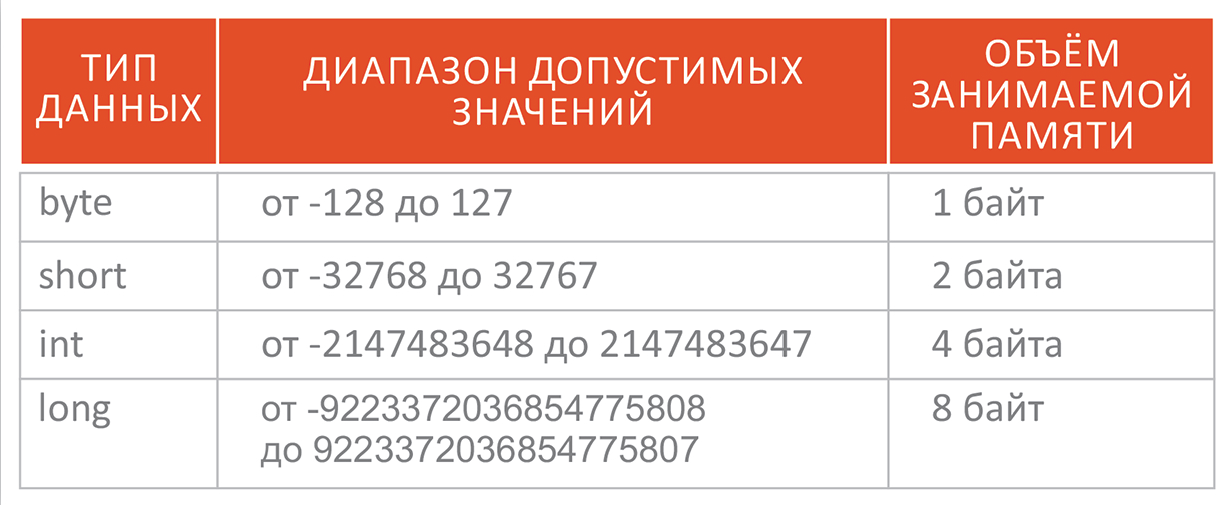 ТИП
ДАННЫХ
ДИАПАЗОН ДОПУСТИМЫХ
ЗНАЧЕНИЙ
ОБЪЁМ
ЗАНИМАЕМОЙ
ПАМЯТИ
byte
от -128 до 127
1 байт
short
от -32768 до 32767
2 байта
int
от -2147483648 до 2147483647
4 байта
long
от -9223372036854775808
до 9223372036854775807
8 байт